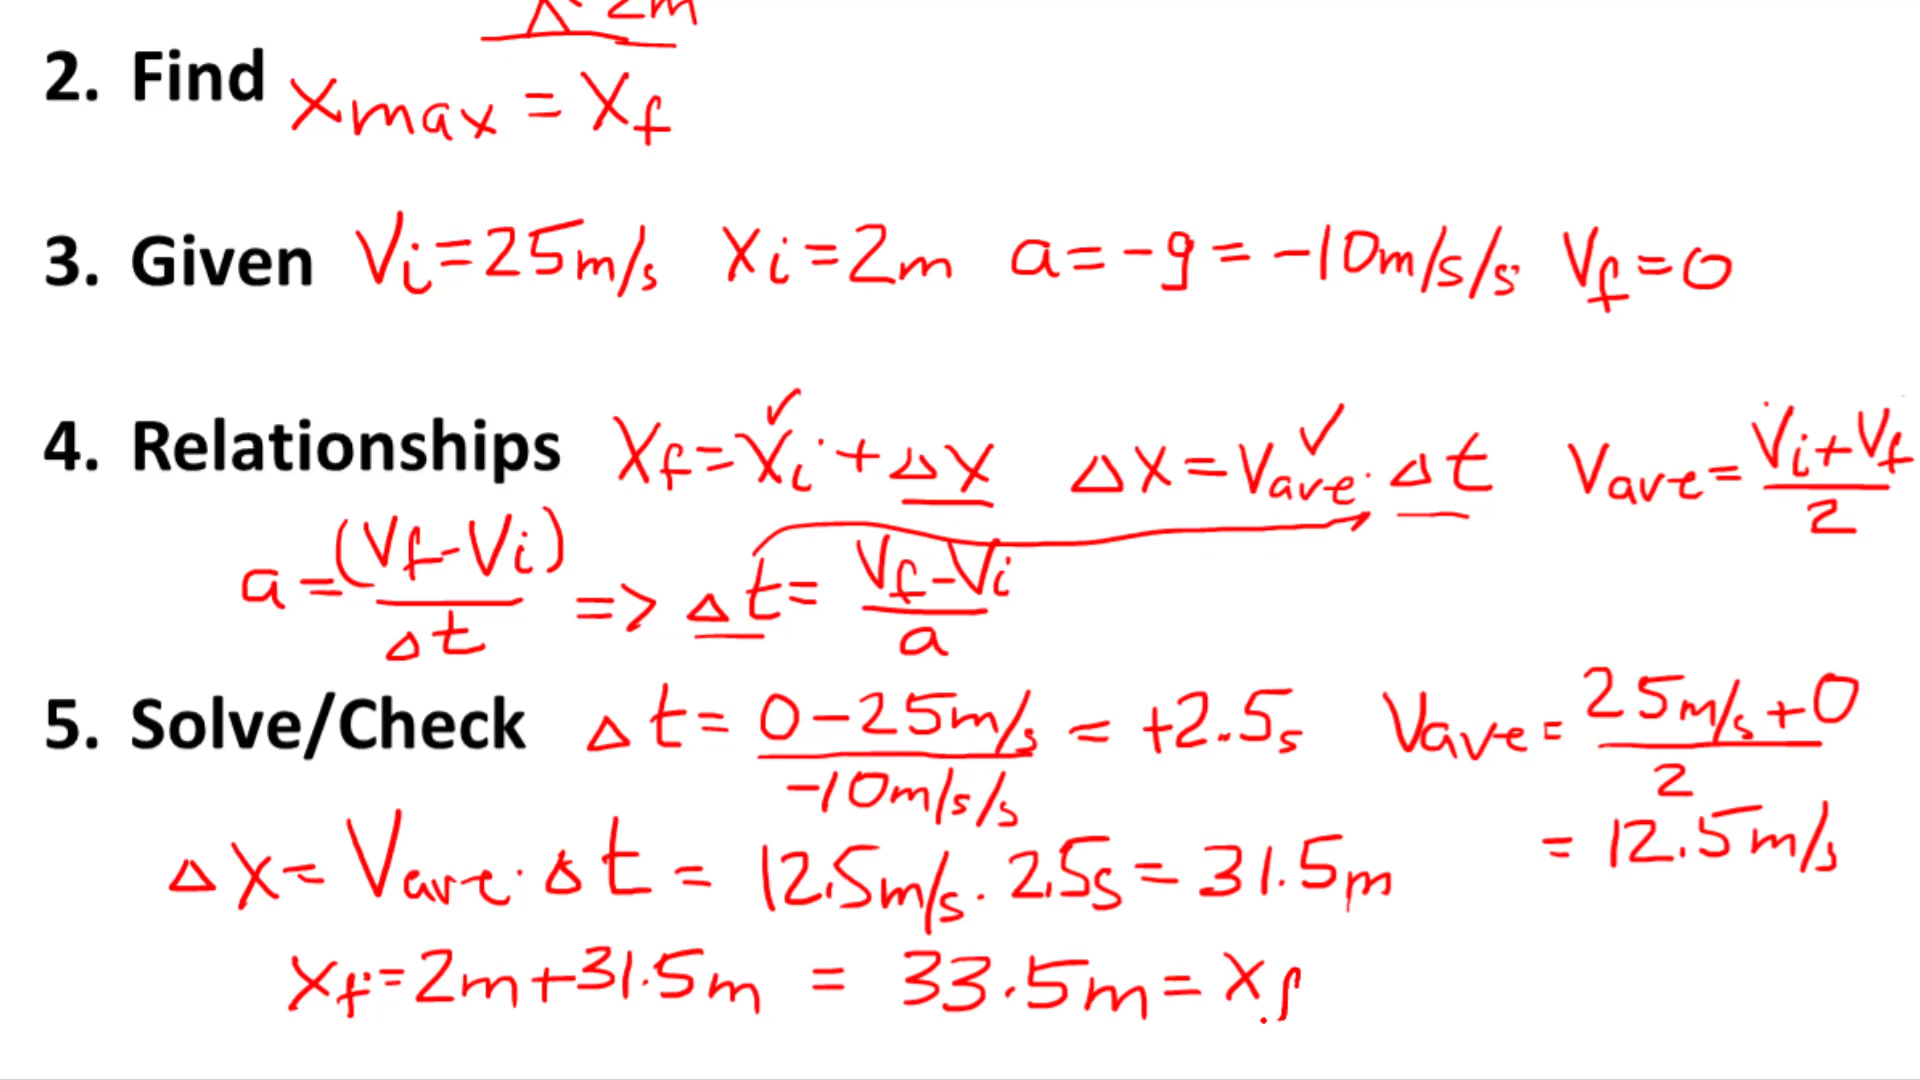 2m
2. Find xmax = xf
3. Given Vi = 25m/s xi = 2m a = -g = -10m/s/s Vf = 0
4. Relationships xf = xi + Δx Δx = Vave · Δt Vave = Vi + Vf / 2
a = (Vf - Vi) / Δt => Δt = Vf - Vi / a
5. Solve/Check Δt = 0 - 25m/s / -10m/s/s = +2.5s Vave = 25m/s + 0 / 2
= 12.5m/s
Δx = Vave · Δt = 12.5m/s · 2.5s = 31.5m
xf = 2m + 31.5m = 33.5m = xf